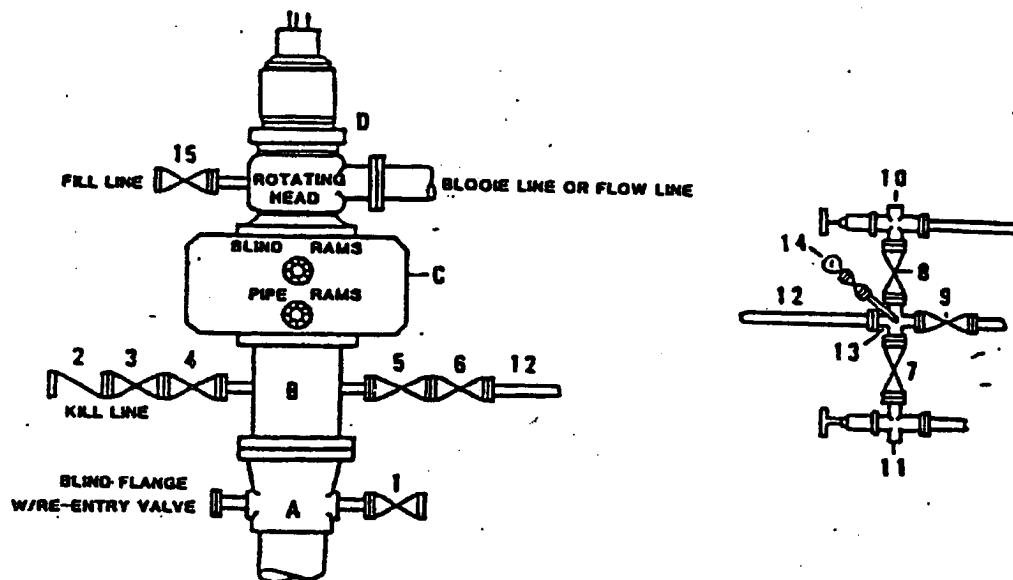 D
15
FILL LINE
ROTATING
HEAD
BLOOIE LINE OR FLOW LINE
BLIND RAMS
C
PIPE RAMS
2 3 4
5 6 12
B
KILL LINE
BLIND FLANGE
W/RE-ENTRY VALVE
1
A
10
14
8
12
9
13
7
11